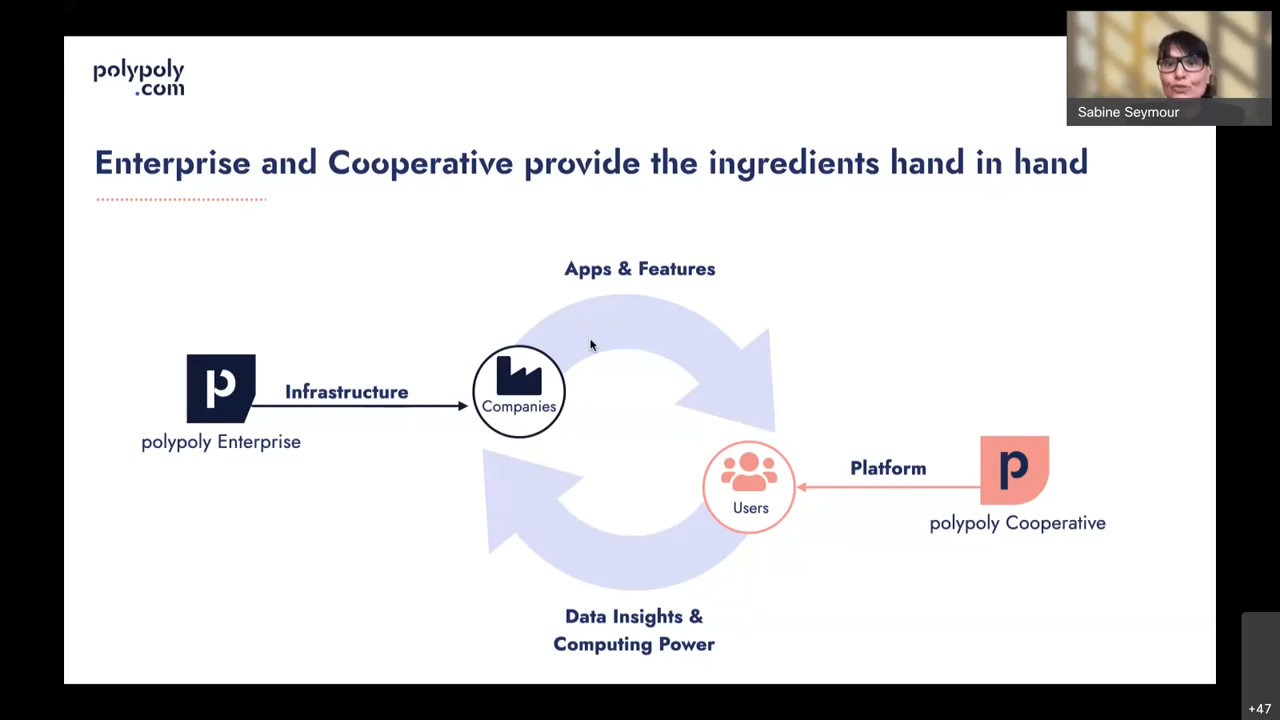 polypoly
.com
Sabine Seymour
Enterprise and Cooperative provide the ingredients hand in hand
Apps & Features
Infrastructure
Companies
polypoly Enterprise
Platform
Users
polypoly Cooperative
Data Insights &
Computing Power
+47